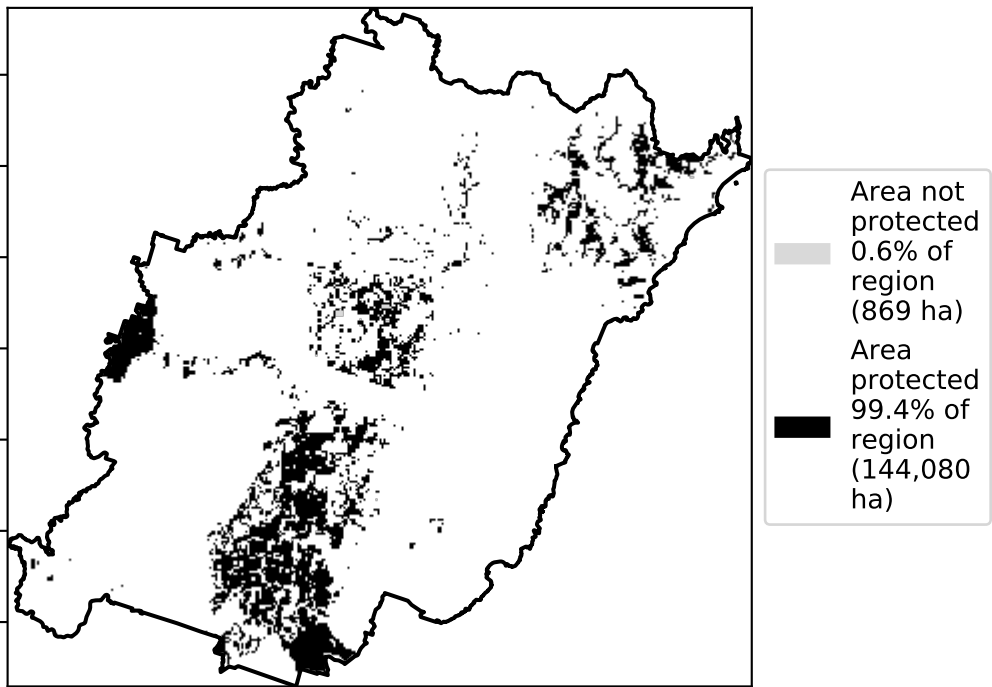 Area not
protected
0.6% of
region
(869 ha)
Area
protected
99.4% of
region
(144,080
ha)